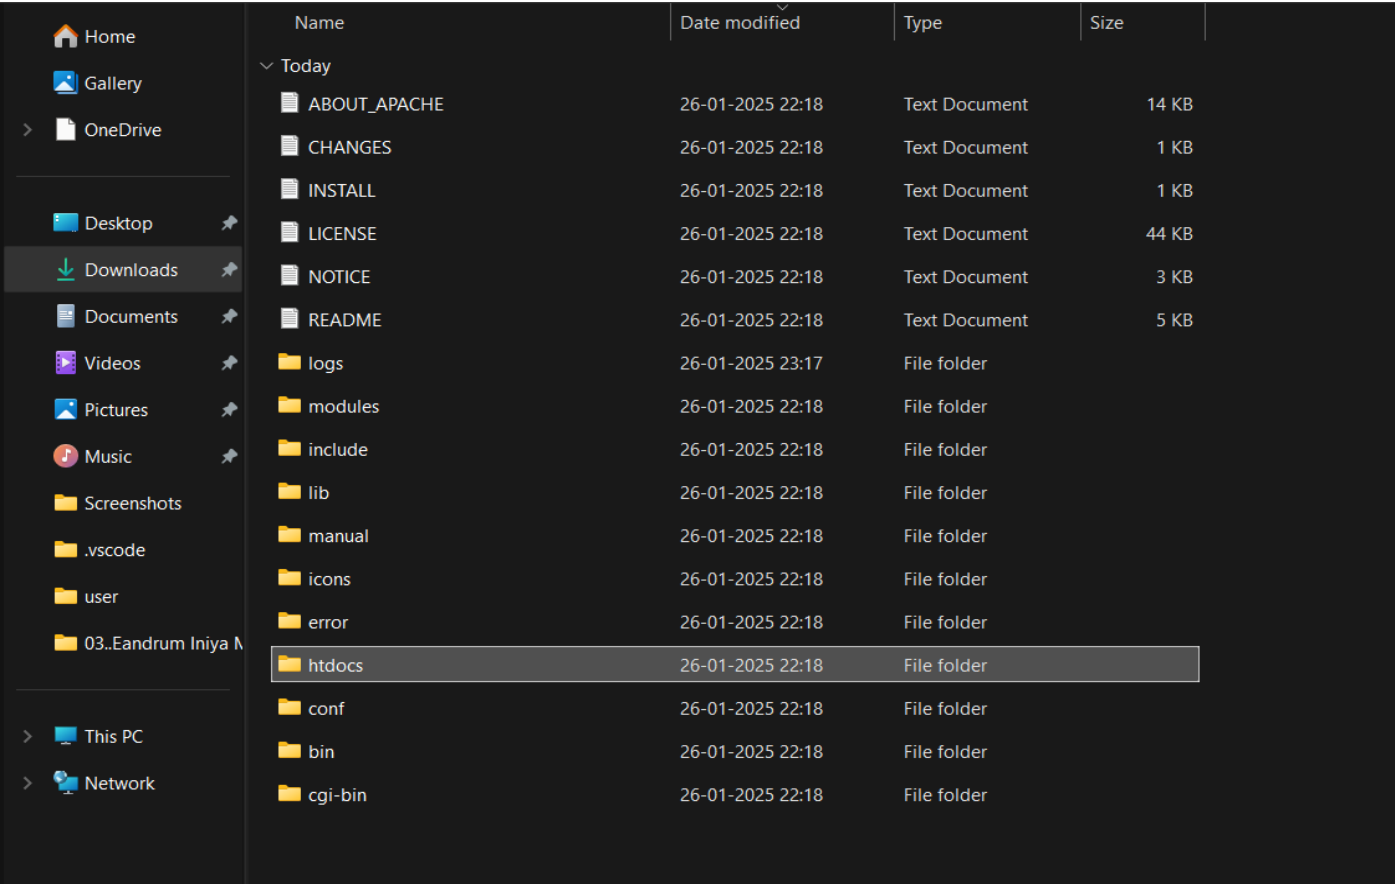 Home
Gallery
OneDrive
Desktop
Downloads
Documents
Videos
Pictures
Music
Screenshots
.vscode
user
03..Eandrum Iniya
This PC
Network
Name Date modified Type Size
Today
ABOUT_APACHE 26-01-2025 22:18 Text Document 14 KB
CHANGES 26-01-2025 22:18 Text Document 1 KB
INSTALL 26-01-2025 22:18 Text Document 1 KB
LICENSE 26-01-2025 22:18 Text Document 44 KB
NOTICE 26-01-2025 22:18 Text Document 3 KB
README 26-01-2025 22:18 Text Document 5 KB
logs 26-01-2025 23:17 File folder
modules 26-01-2025 22:18 File folder
include 26-01-2025 22:18 File folder
lib 26-01-2025 22:18 File folder
manual 26-01-2025 22:18 File folder
icons 26-01-2025 22:18 File folder
error 26-01-2025 22:18 File folder
htdocs 26-01-2025 22:18 File folder
conf 26-01-2025 22:18 File folder
bin 26-01-2025 22:18 File folder
cgi-bin 26-01-2025 22:18 File folder